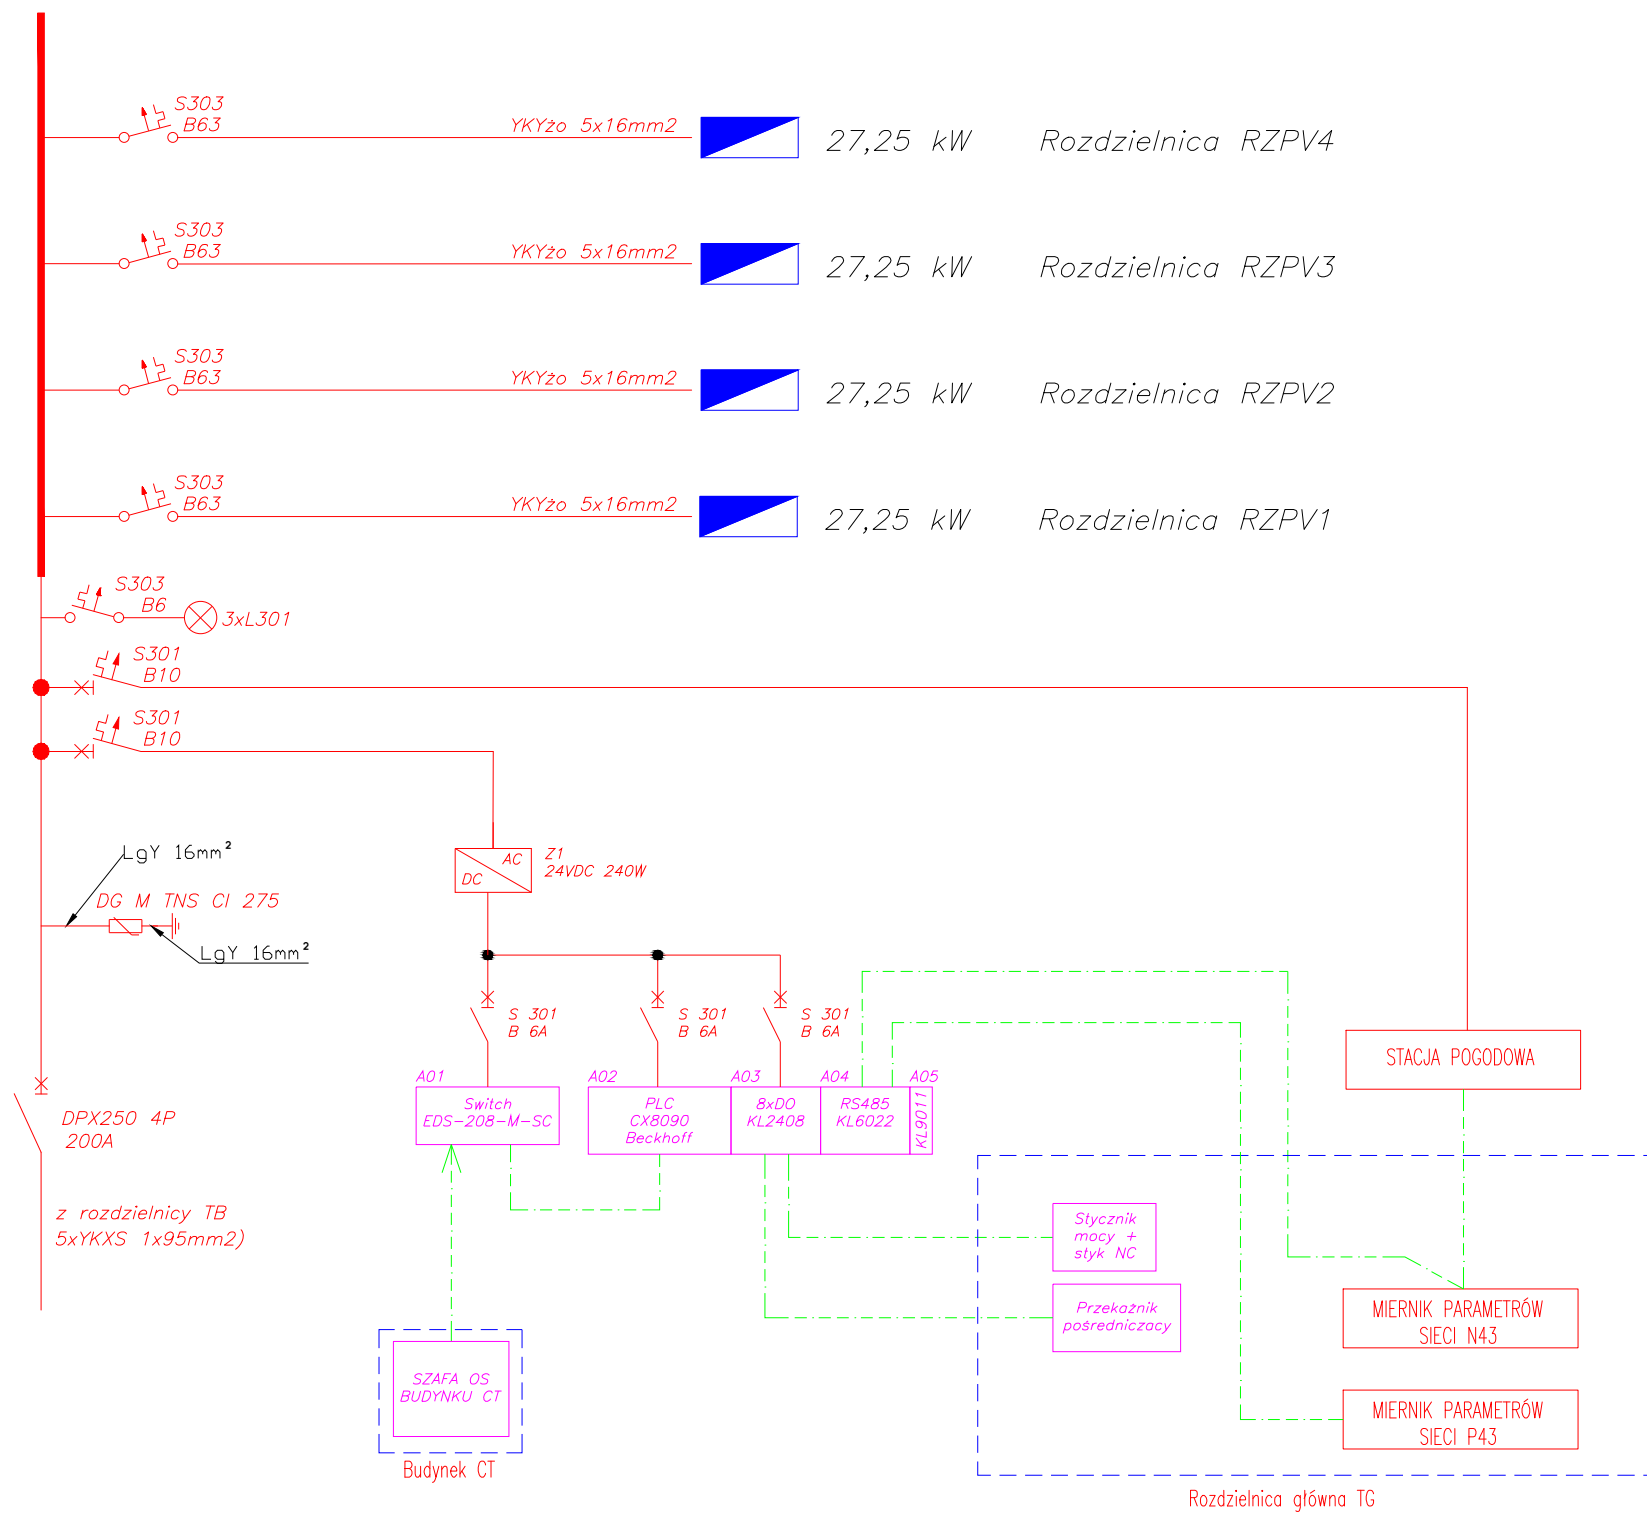 S303
B63
YKYżo 5x16mm2
27,25 kW
Rozdzielnica RZPV4
S303
B63
YKYżo 5x16mm2
27,25 kW
Rozdzielnica RZPV3
S303
B63
YKYżo 5x16mm2
27,25 kW
Rozdzielnica RZPV2
S303
B63
YKYżo 5x16mm2
27,25 kW
Rozdzielnica RZPV1
S303
B6
3xL301
S301
B10
S301
B10
LgY 16mm²
DG M TNS CI 275
LgY 16mm²
AC
DC
Z1
24VDC 240W
S 301
B 6A
S 301
B 6A
S 301
B 6A
STACJA POGODOWA
A01
A02
A03
A04
A05
Switch
EDS-208-M-SC
PLC
CX8090
Beckhoff
8xDO
KL2408
RS485
KL6022
KL9011
DPX250 4P
200A
z rozdzielnicy TB
5xYKXS 1x95mm2)
Stycznik
mocy +
styk NC
Przekaźnik
pośredniczacy
MIERNIK PARAMETRÓW
SIECI N43
SZAFA OS
BUDYNKU CT
MIERNIK PARAMETRÓW
SIECI P43
Budynek CT
Rozdzielnica główna TG